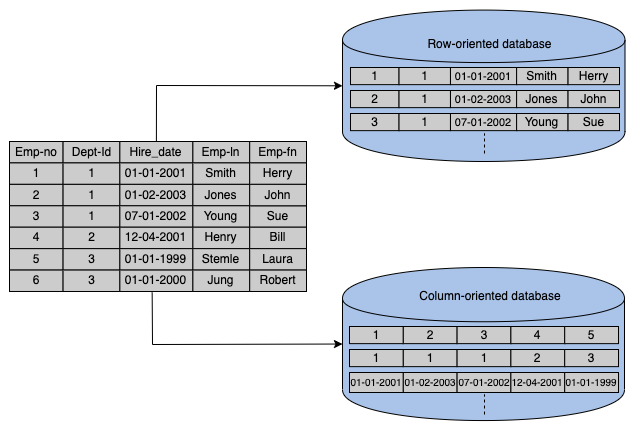 Row-oriented database
1 1 01-01-2001 Smith Herry
2 1 01-02-2003 Jones John
3 1 07-01-2002 Young Sue
Emp-no Dept-Id Hire_date Emp-ln Emp-fn
1 1 01-01-2001 Smith Herry
2 1 01-02-2003 Jones John
3 1 07-01-2002 Young Sue
4 2 12-04-2001 Henry Bill
5 3 01-01-1999 Stemle Laura
6 3 01-01-2000 Jung Robert
Column-oriented database
1 2 3 4 5
1 1 1 2 3
01-01-2001 01-02-2003 07-01-2002 12-04-2001 01-01-1999